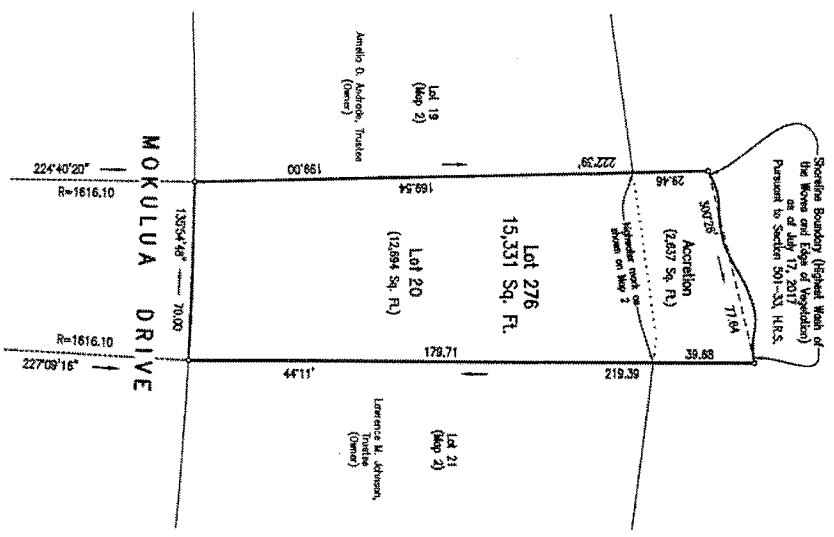 Shoreline Boundary (Highest Wash of
the Waves and Edge of Vegetation)
as of July 17, 2017
Pursuant to Section 501-33, H.R.S.
Lot 19
(Map 2)
Amelia O. Andrade, Trustee
(Owner)
222°39'
199.00
169.54
29.46
300°26'
77.64
Accretion
(2,637 Sq. Ft.)
highwater mark as
shown on Map 2
Lot 276
15,331 Sq. Ft.
Lot 20
(12,694 Sq. Ft.)
39.68
219.39
179.71
44°11'
Lot 21
(Map 2)
Lawrence M. Johnson,
Trustee
(Owner)
224°40'20"
R=1616.10
135°54'48"
70.00
R=1616.10
227°09'16"
MOKULUA DRIVE